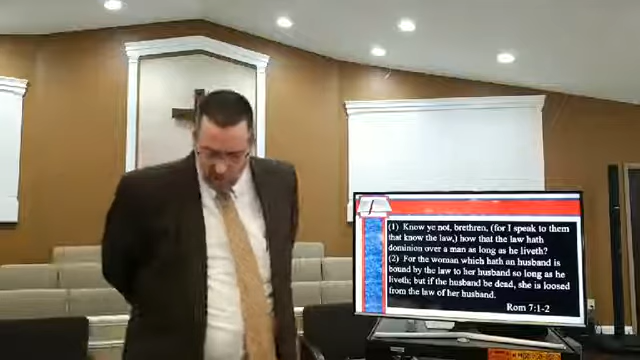 (1) Know ye not, brethren, (for I speak to them
that know the law,) how that the law hath
dominion over a man as long as he liveth?
(2) For the woman which hath an husband is
bound by the law to her husband so long as he
liveth; but if the husband be dead, she is loosed
from the law of her husband.
Rom 7:1-2